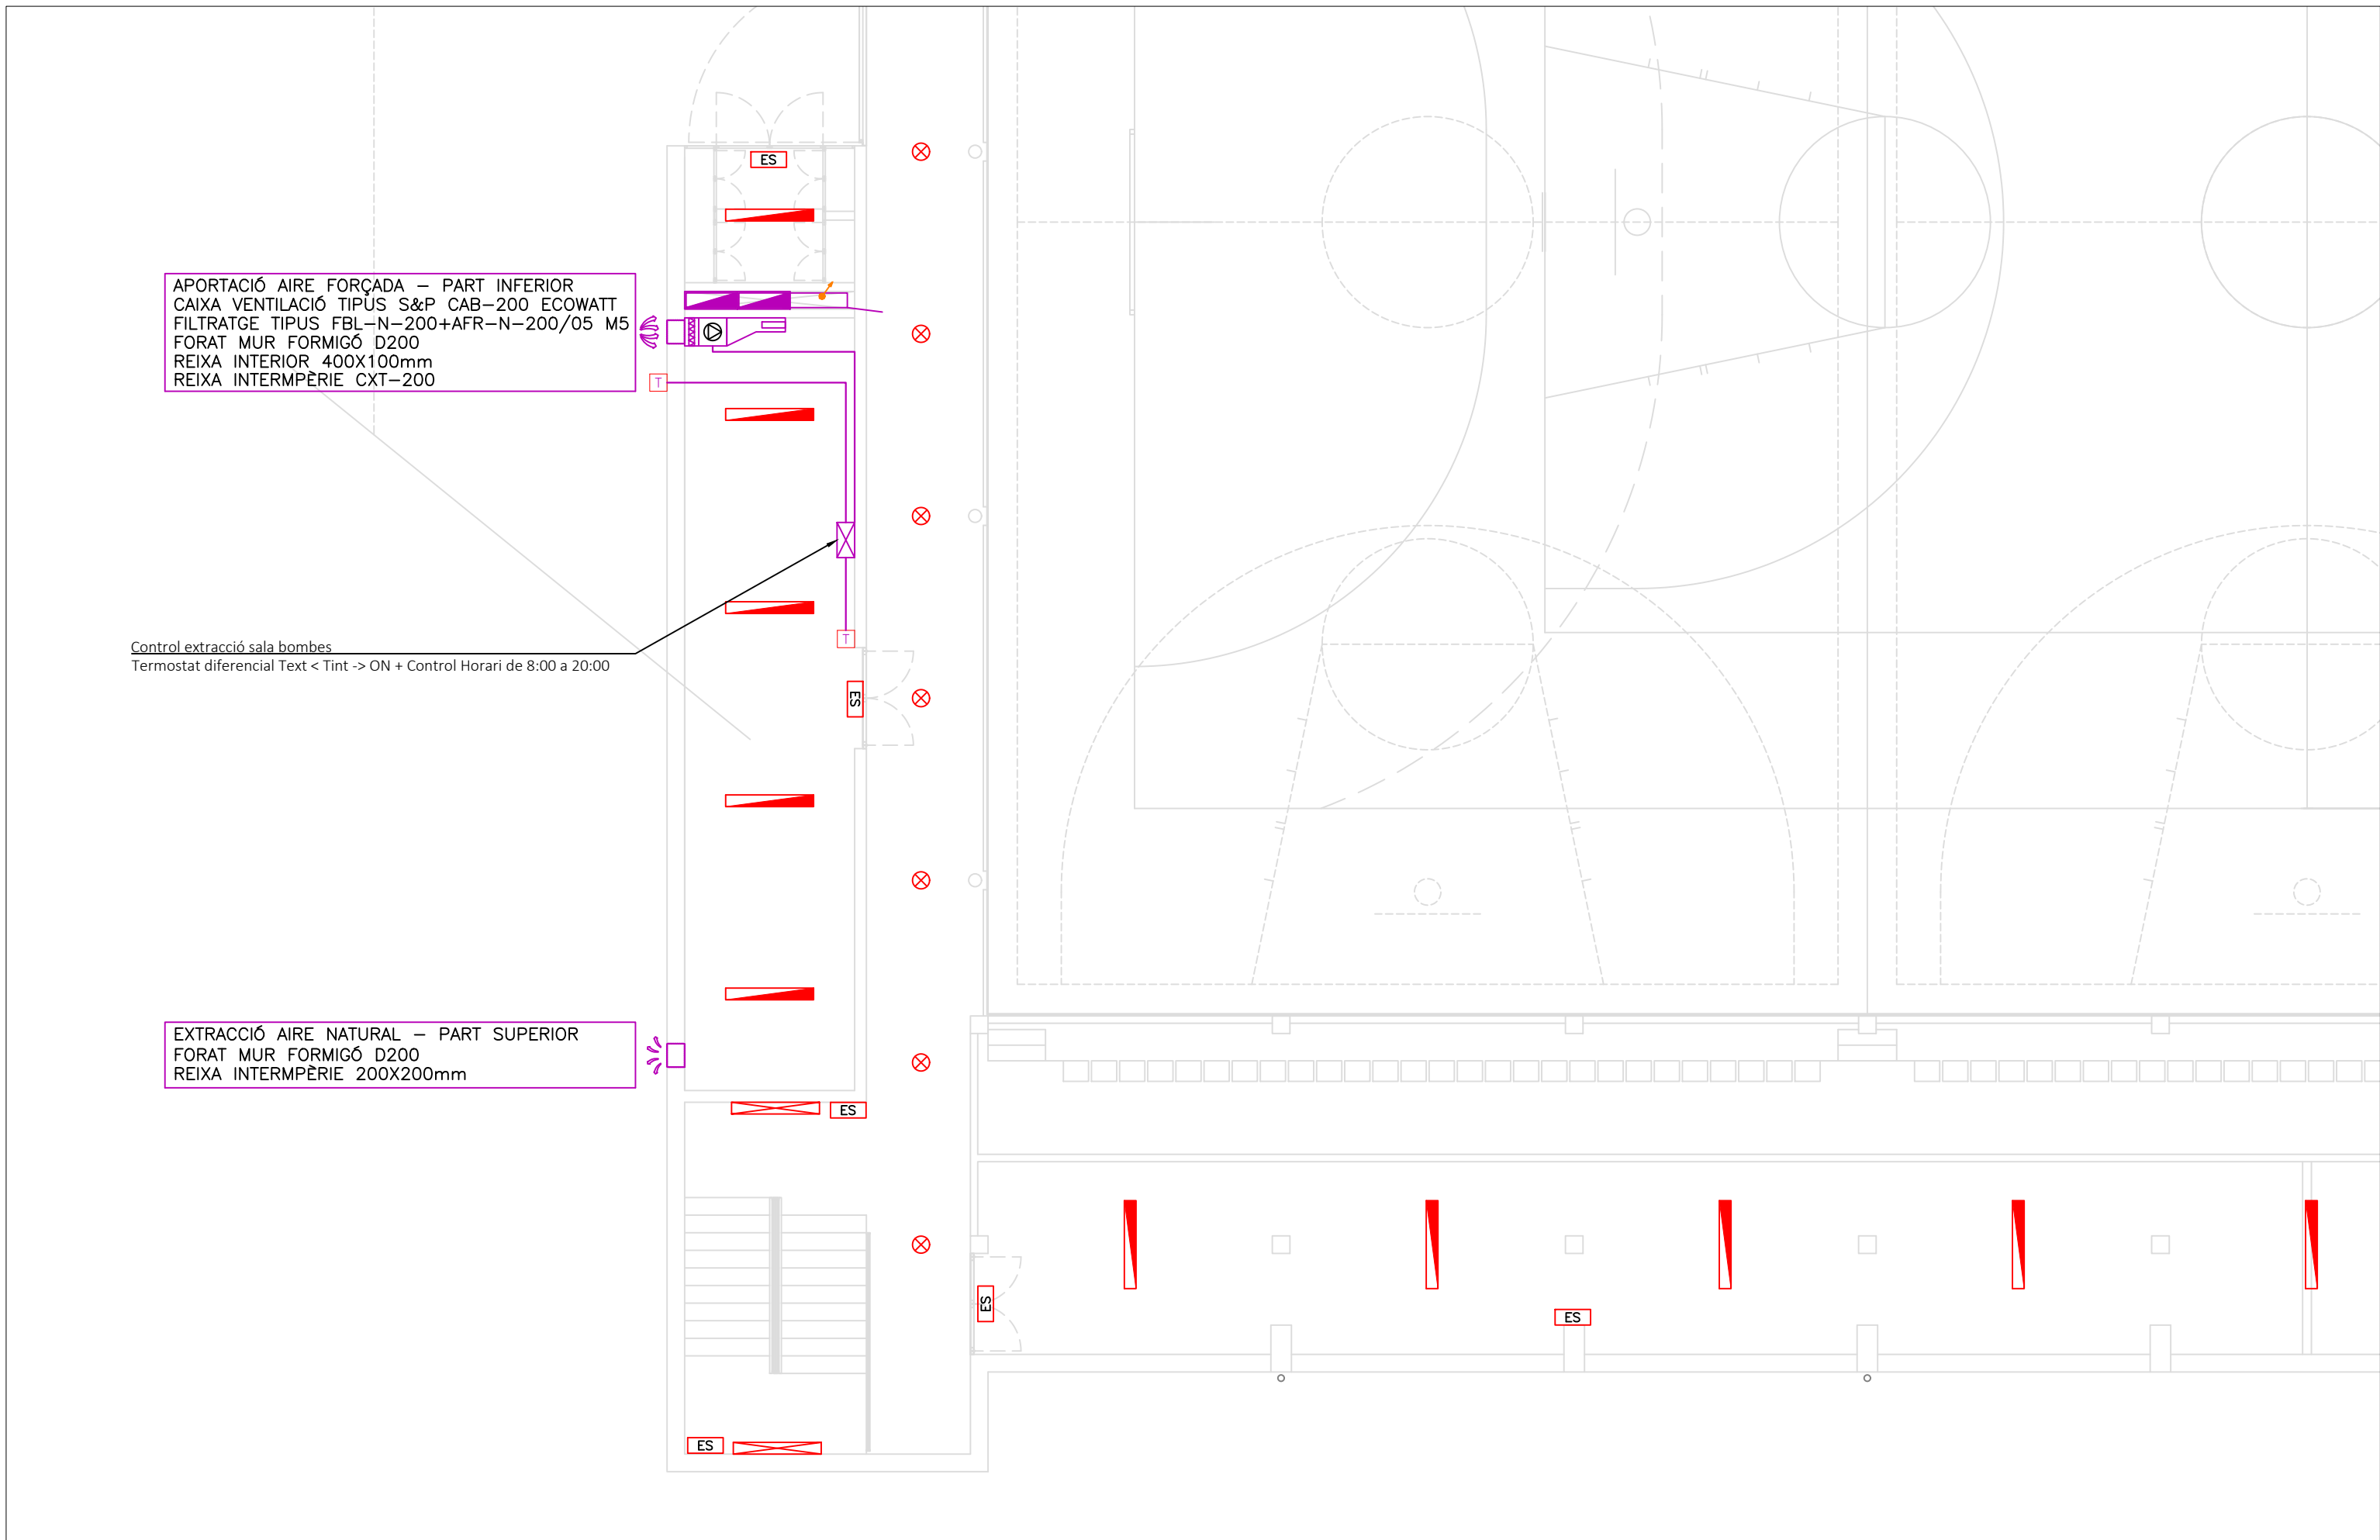 ES
APORTACIÓ AIRE FORÇADA – PART INFERIOR
CAIXA VENTILACIÓ TIPUS S&P CAB-200 ECOWATT
FILTRATGE TIPUS FBL-N-200+AFR-N-200/05 M5
FORAT MUR FORMIGÓ D200
REIXA INTERIOR 400X100mm
REIXA INTERMPÈRIE CXT-200
T
T
Control extracció sala bombes
Termostat diferencial Text < Tint -> ON + Control Horari de 8:00 a 20:00
ES
EXTRACCIÓ AIRE NATURAL – PART SUPERIOR
FORAT MUR FORMIGÓ D200
REIXA INTERMPÈRIE 200X200mm
ES
ES
ES
ES